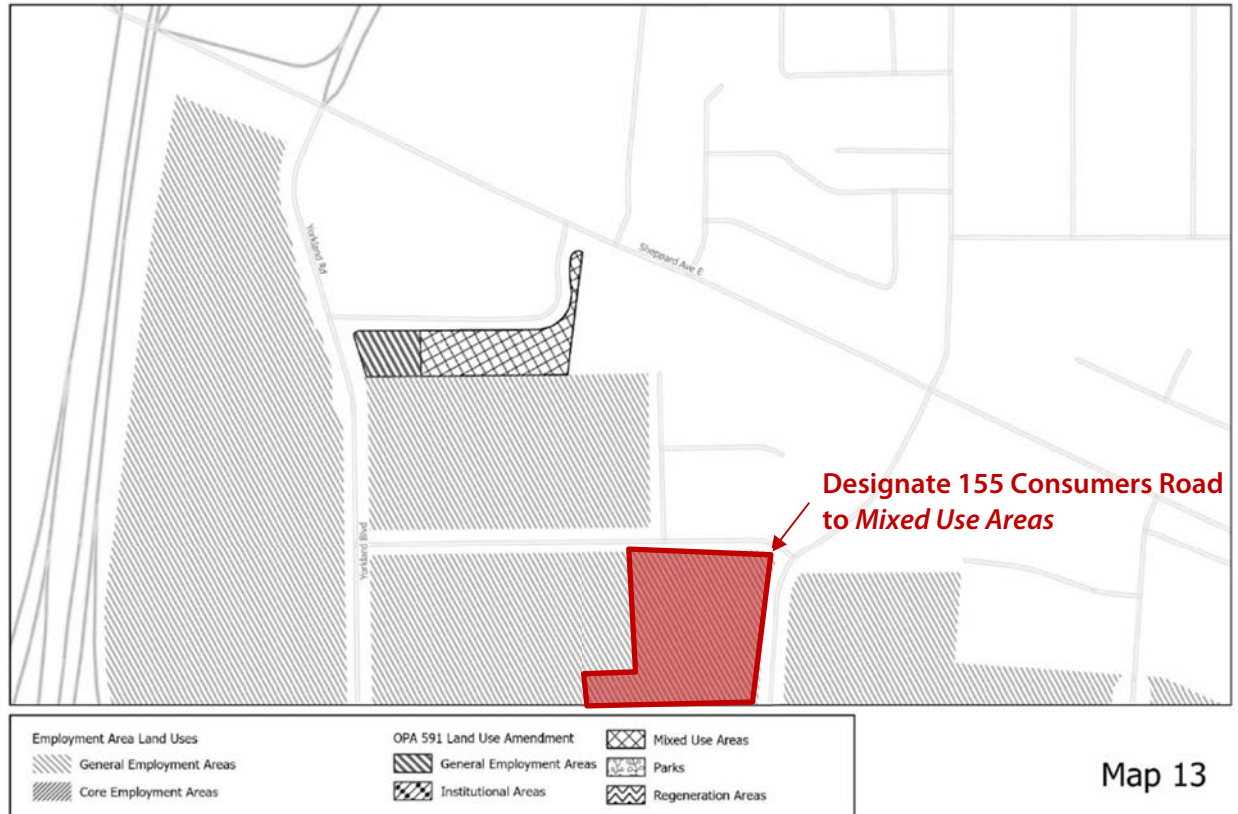 Yorkland Rd
Sheppard Ave E
Designate 155 Consumers Road
to Mixed Use Areas
Yorkland Blvd
Employment Area Land Uses
General Employment Areas
Core Employment Areas
OPA 591 Land Use Amendment
General Employment Areas
Institutional Areas
Mixed Use Areas
Parks
Regeneration Areas
Map 13